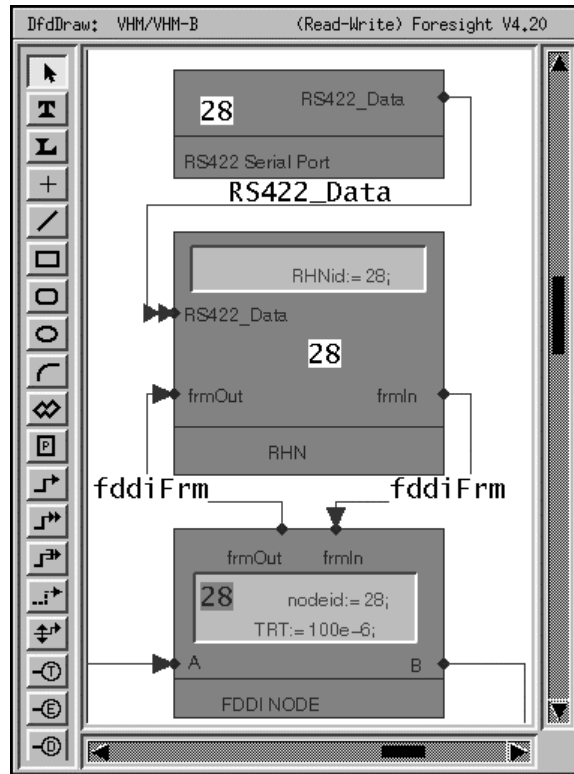 DfdDraw: VHM/VHM-B (Read-Write) Foresight V4.20
T
L
P
T
E
D
28 RS422_Data
RS422 Serial Port
RS422_Data
RHNid:= 28;
RS422_Data
28
frmOut frmIn
RHN
fddiFrm fddiFrm
frmOut frmIn
28 nodeid:= 28;
TRT:= 100e-6;
A B
FDDI NODE